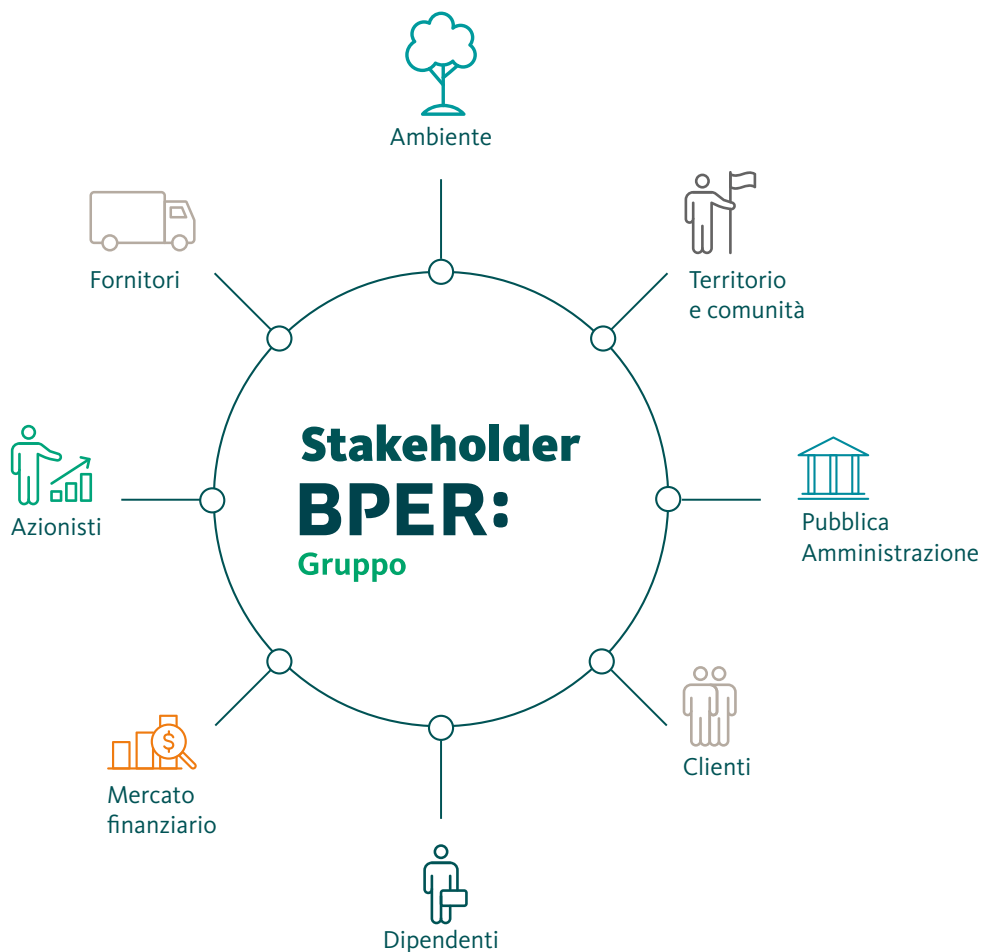 Ambiente
Fornitori
Territorio
e comunità
Stakeholder
BPER:
Gruppo
Azionisti
Pubblica
Amministrazione
$
Mercato
finanziario
Clienti
Dipendenti